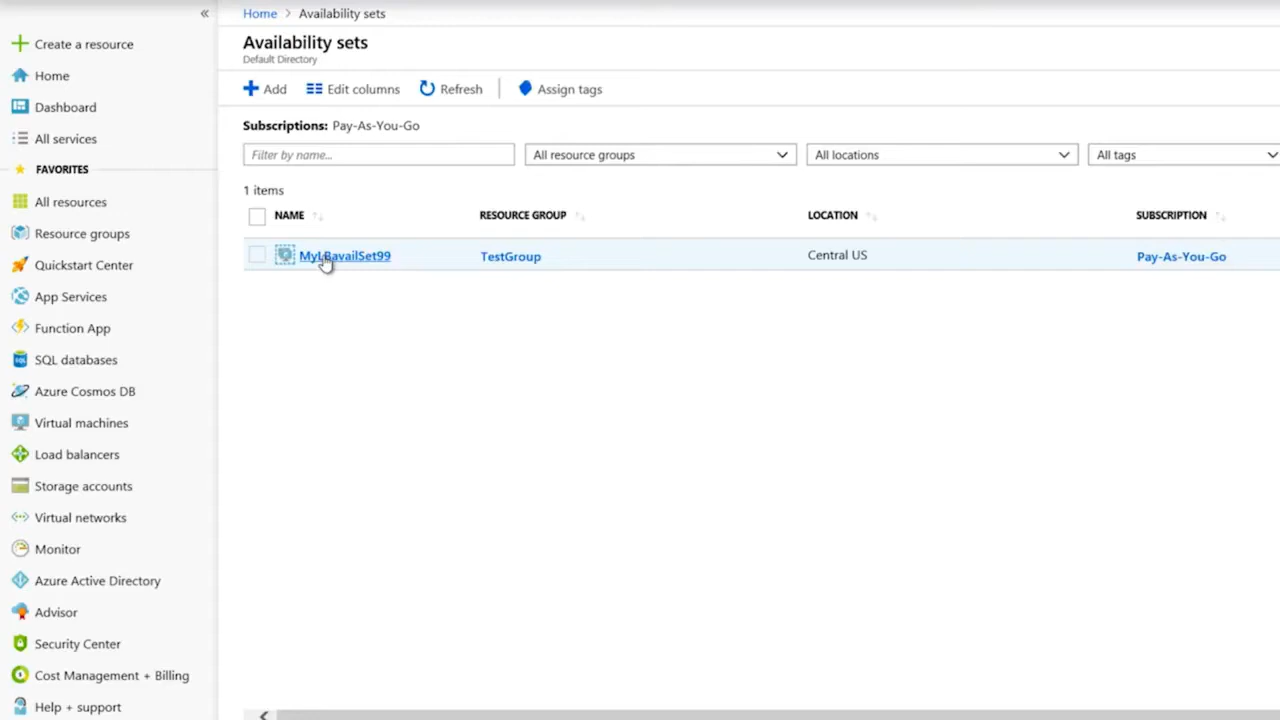 «
Create a resource
Home
Dashboard
All services
FAVORITES
All resources
Resource groups
Quickstart Center
App Services
Function App
SQL databases
Azure Cosmos DB
Virtual machines
Load balancers
Storage accounts
Virtual networks
Monitor
Azure Active Directory
Advisor
Security Center
Cost Management + Billing
Help + support
Home > Availability sets
Availability sets
Default Directory
Add Edit columns Refresh Assign tags
Subscriptions: Pay-As-You-Go
Filter by name... All resource groups All locations All tags
1 items
NAME RESOURCE GROUP LOCATION SUBSCRIPTION
MyLBavailSet99 TestGroup Central US Pay-As-You-Go